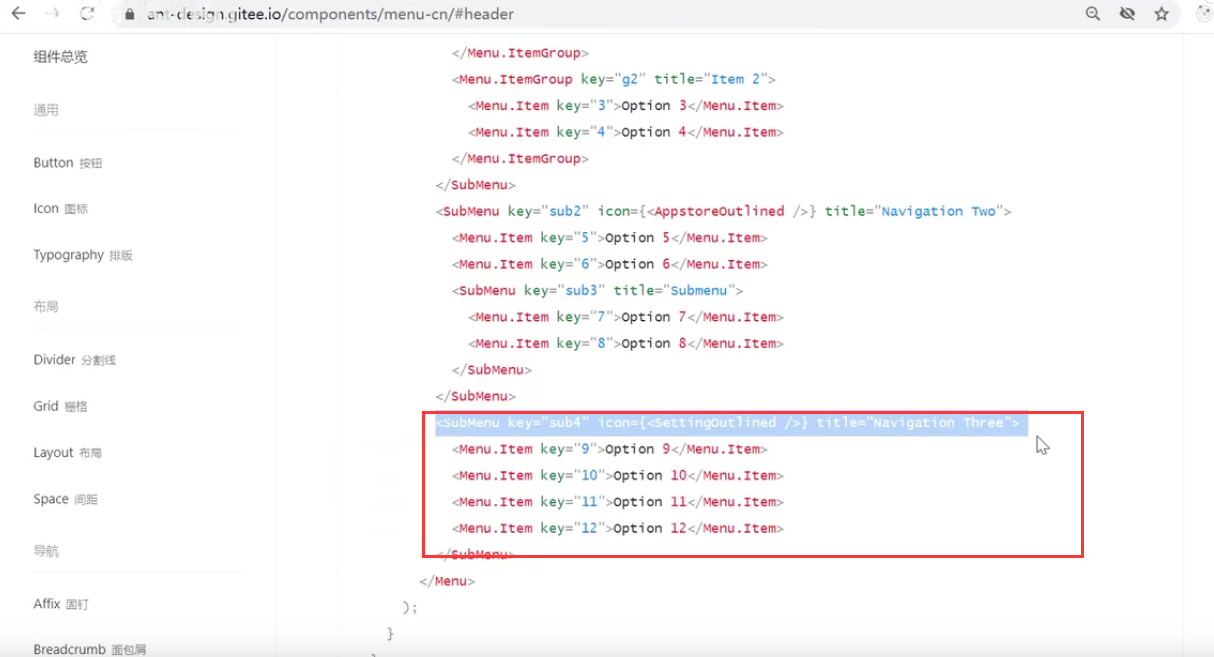 ant-design.gitee.io/components/menu-cn/#header
组件总览
通用
Button 按钮
Icon 图标
Typography 排版
布局
Divider 分割线
Grid 栅格
Layout 布局
Space 间距
导航
Affix 固钉
Breadcrumb 面包屑
</Menu.ItemGroup>
<Menu.ItemGroup key="g2" title="Item 2">
<Menu.Item key="3">Option 3</Menu.Item>
<Menu.Item key="4">Option 4</Menu.Item>
</Menu.ItemGroup>
</SubMenu>
<SubMenu key="sub2" icon={<AppstoreOutlined />} title="Navigation Two">
<Menu.Item key="5">Option 5</Menu.Item>
<Menu.Item key="6">Option 6</Menu.Item>
<SubMenu key="sub3" title="Submenu">
<Menu.Item key="7">Option 7</Menu.Item>
<Menu.Item key="8">Option 8</Menu.Item>
</SubMenu>
</SubMenu>
<SubMenu key="sub4" icon={<SettingOutlined />} title="Navigation Three">
<Menu.Item key="9">Option 9</Menu.Item>
<Menu.Item key="10">Option 10</Menu.Item>
<Menu.Item key="11">Option 11</Menu.Item>
<Menu.Item key="12">Option 12</Menu.Item>
</SubMenu>
</Menu>
);
}